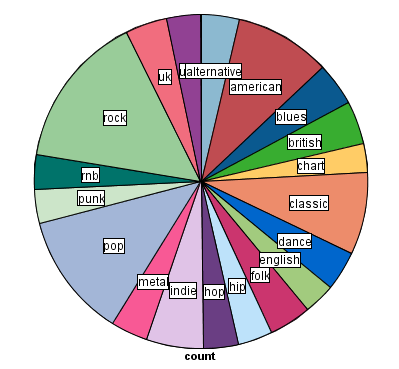 alternative
american
blues
british
chart
classic
dance
english
folk
hip
hop
indie
metal
pop
punk
rnb
rock
uk
count